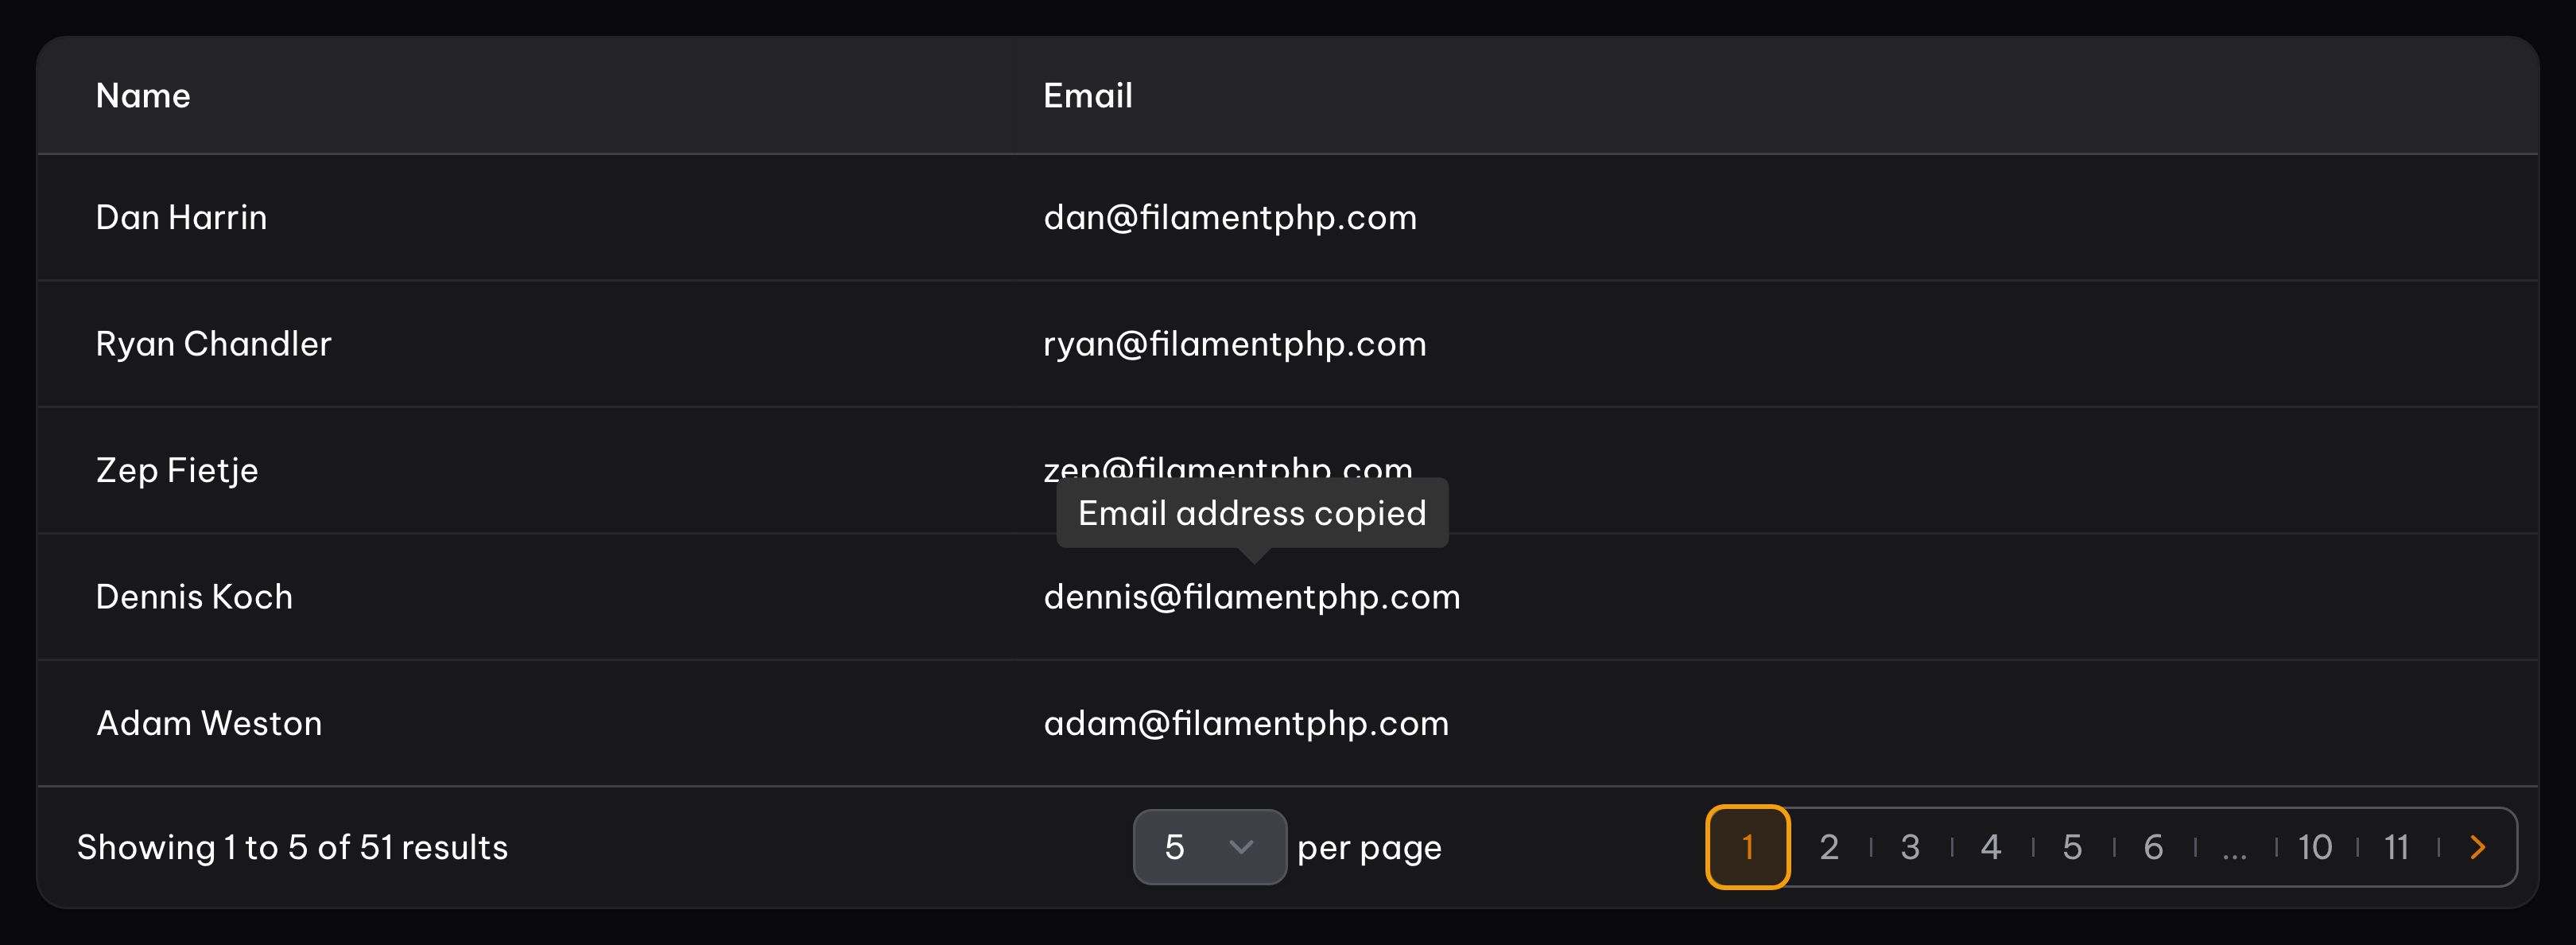 Name Email
Dan Harrin dan@filamentphp.com
Ryan Chandler ryan@filamentphp.com
Zep Fietje zep@filamentphp.com
Email address copied
Dennis Koch dennis@filamentphp.com
Adam Weston adam@filamentphp.com
Showing 1 to 5 of 51 results 5 per page 1 2 3 4 5 6 ... 10 11